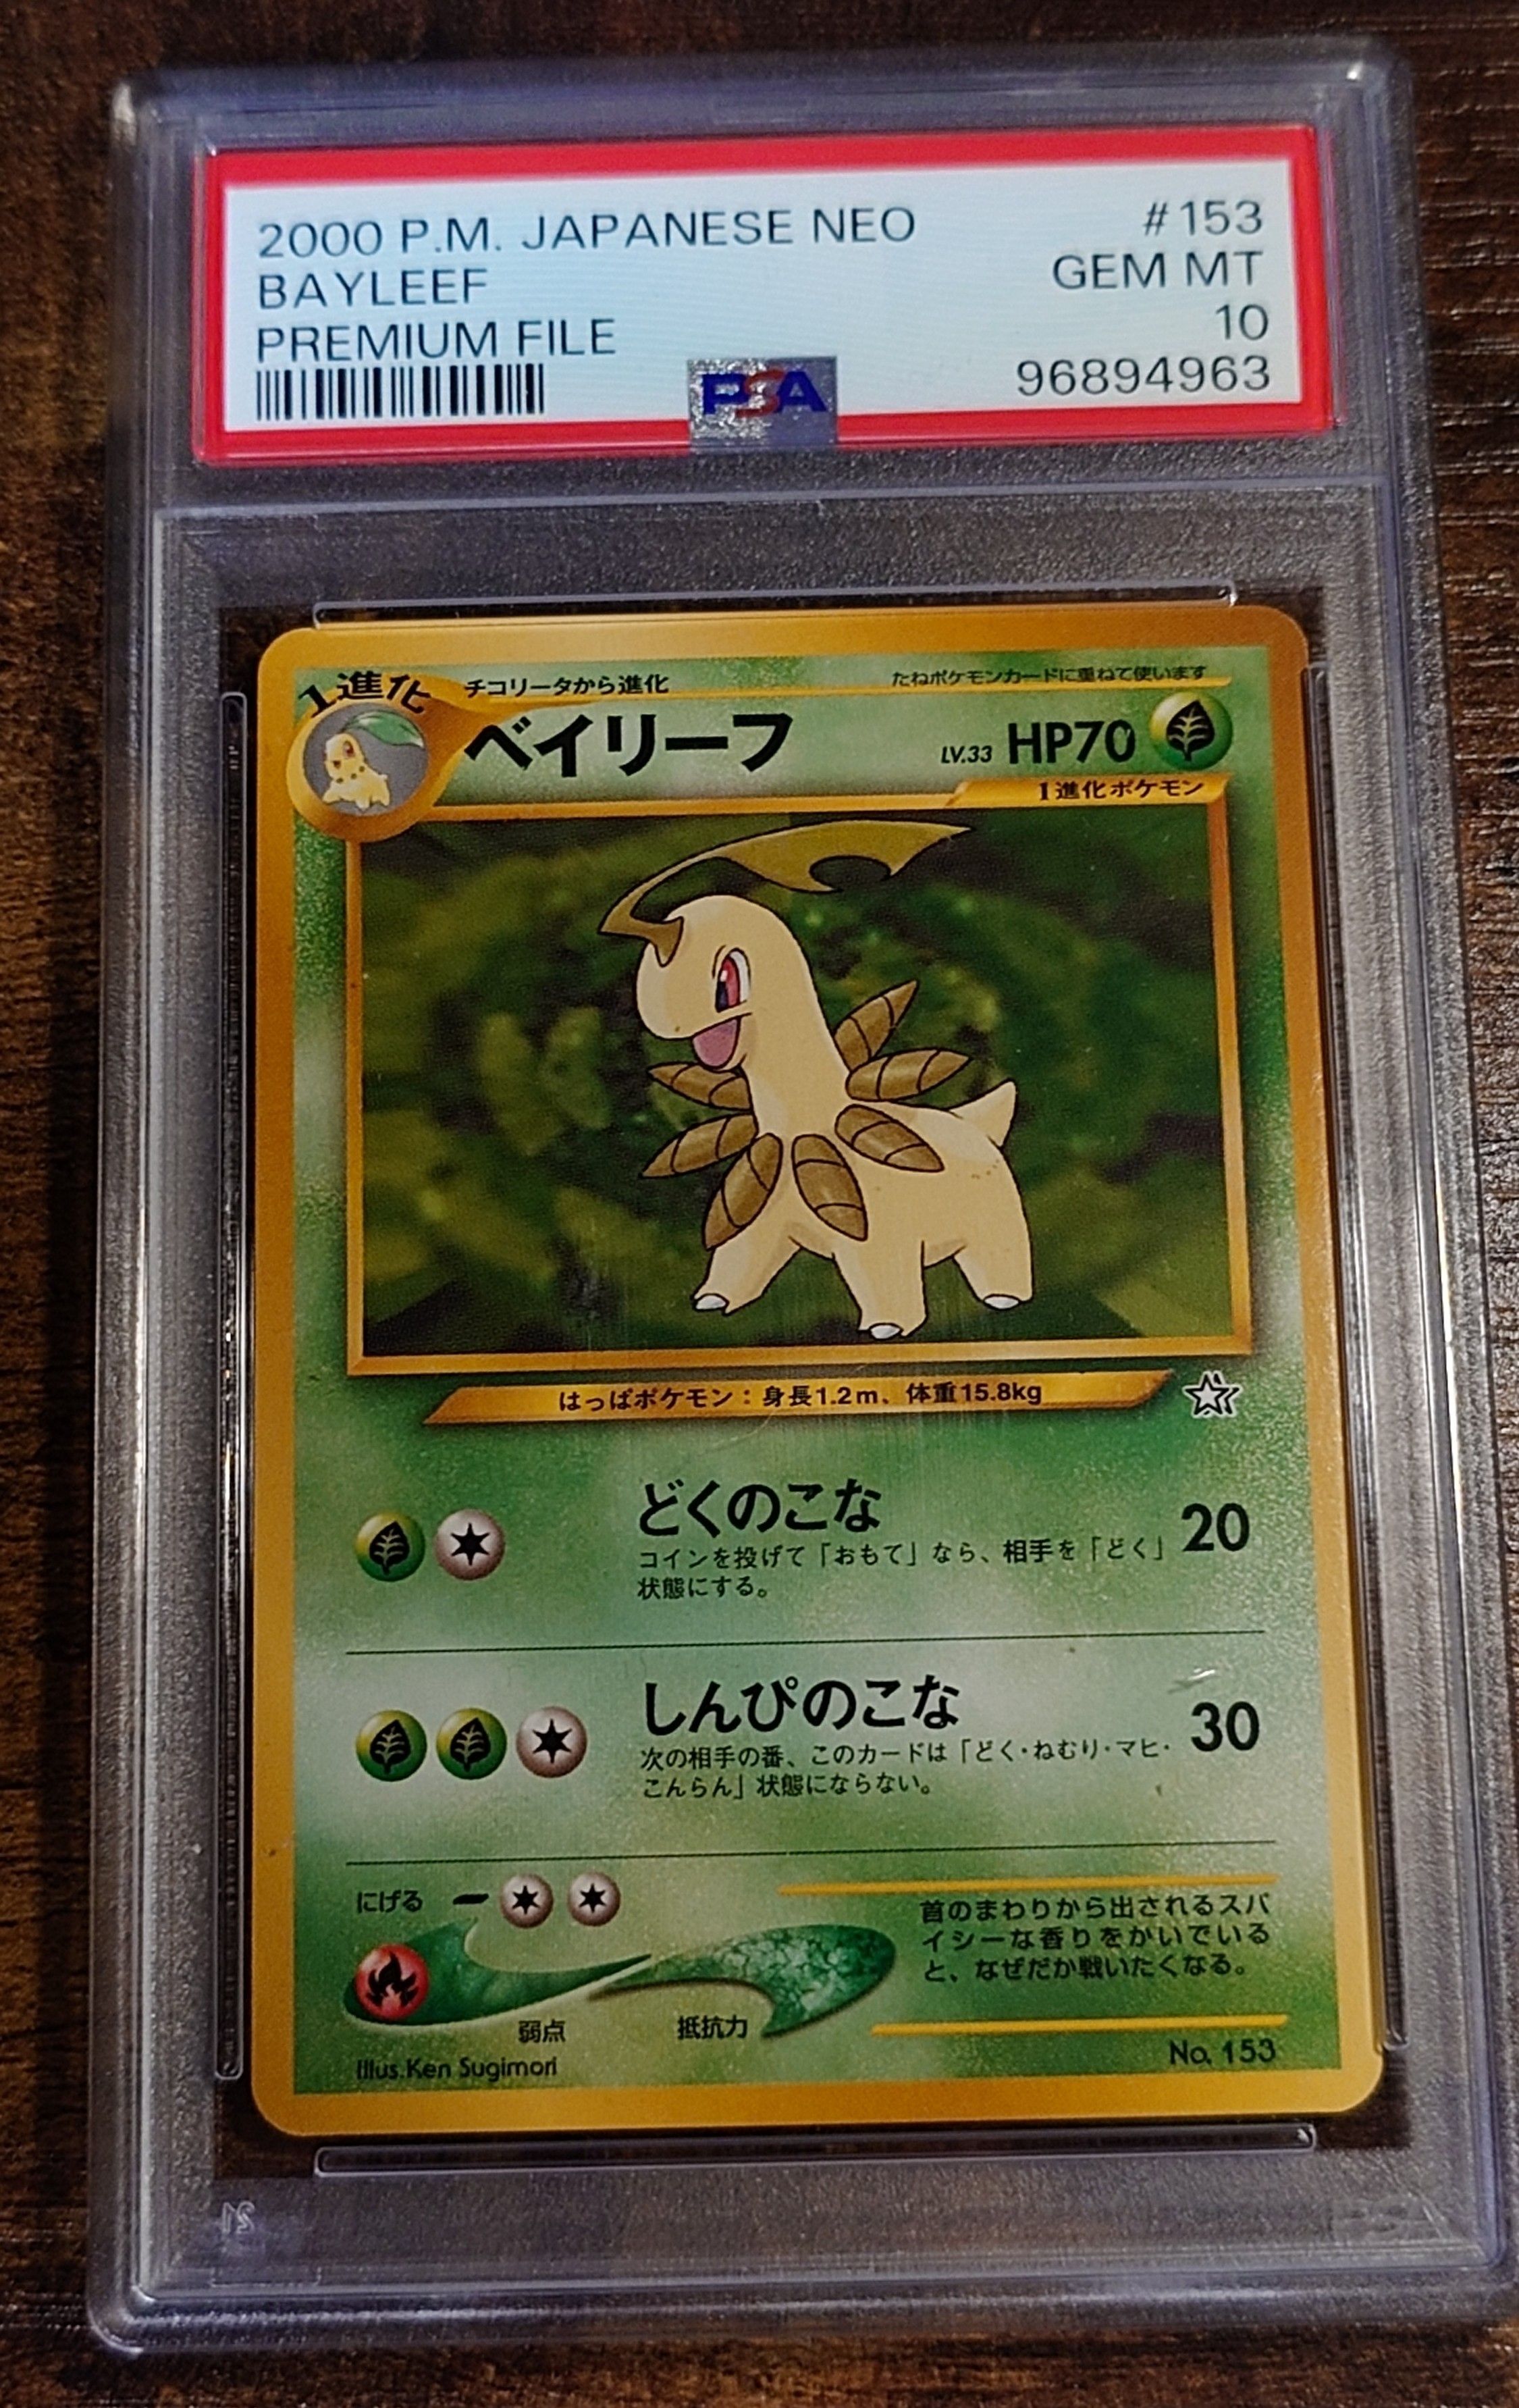 2000 P.M. JAPANESE NEO #153
BAYLEEF GEM MT
PREMIUM FILE 10
PSA 96894963
1進化 チコリータから進化 たねポケモンカードに重ねて使います
ベイリーフ LV.33 HP70
1進化ポケモン
はっぱポケモン：身長1.2m、体重15.8kg
どくのこな 20
コインを投げて「おもて」なら、相手を「どく」
状態にする。
しんぴのこな 30
次の相手の番、このカードは「どく・ねむり・マヒ・
こんらん」状態にならない。
にげる
首のまわりから出されるスパ
イシーな香りをかいでいる
と、なぜだか戦いたくなる。
弱点 抵抗力
Illus.Ken Sugimori No. 153